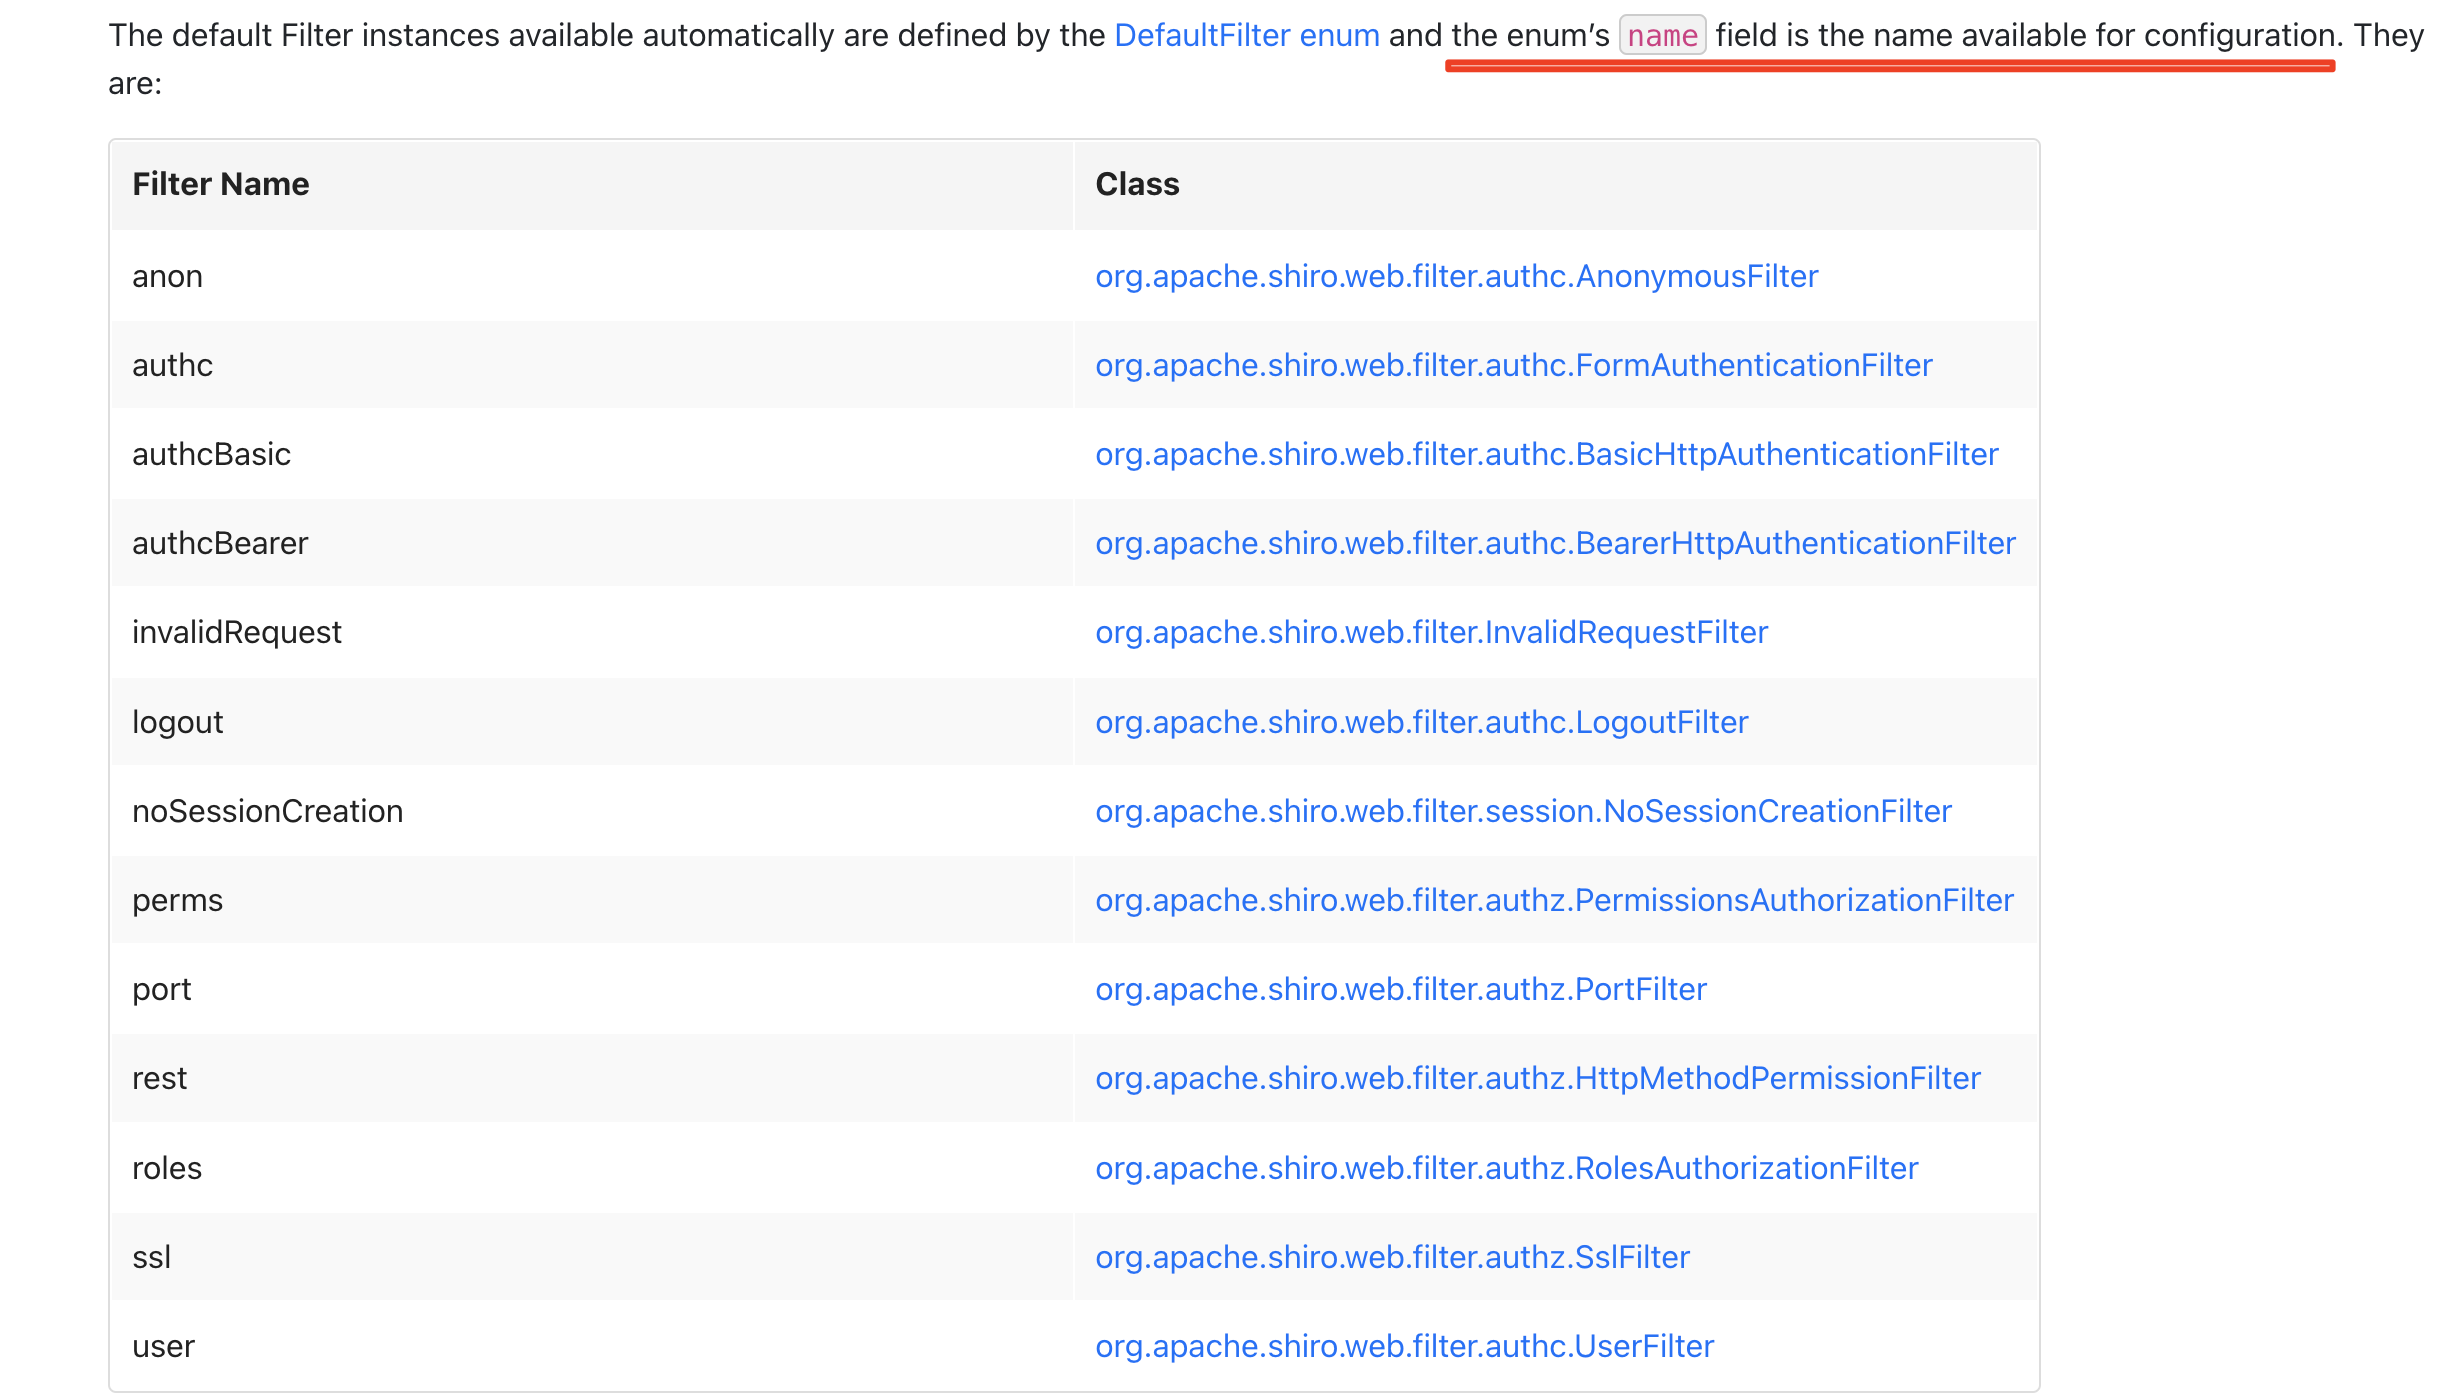 The default Filter instances available automatically are defined by the DefaultFilter enum and the enum’s name field is the name available for configuration. They
are:
Filter Name Class
anon org.apache.shiro.web.filter.authc.AnonymousFilter
authc org.apache.shiro.web.filter.authc.FormAuthenticationFilter
authcBasic org.apache.shiro.web.filter.authc.BasicHttpAuthenticationFilter
authcBearer org.apache.shiro.web.filter.authc.BearerHttpAuthenticationFilter
invalidRequest org.apache.shiro.web.filter.InvalidRequestFilter
logout org.apache.shiro.web.filter.authc.LogoutFilter
noSessionCreation org.apache.shiro.web.filter.session.NoSessionCreationFilter
perms org.apache.shiro.web.filter.authz.PermissionsAuthorizationFilter
port org.apache.shiro.web.filter.authz.PortFilter
rest org.apache.shiro.web.filter.authz.HttpMethodPermissionFilter
roles org.apache.shiro.web.filter.authz.RolesAuthorizationFilter
ssl org.apache.shiro.web.filter.authz.SslFilter
user org.apache.shiro.web.filter.authc.UserFilter